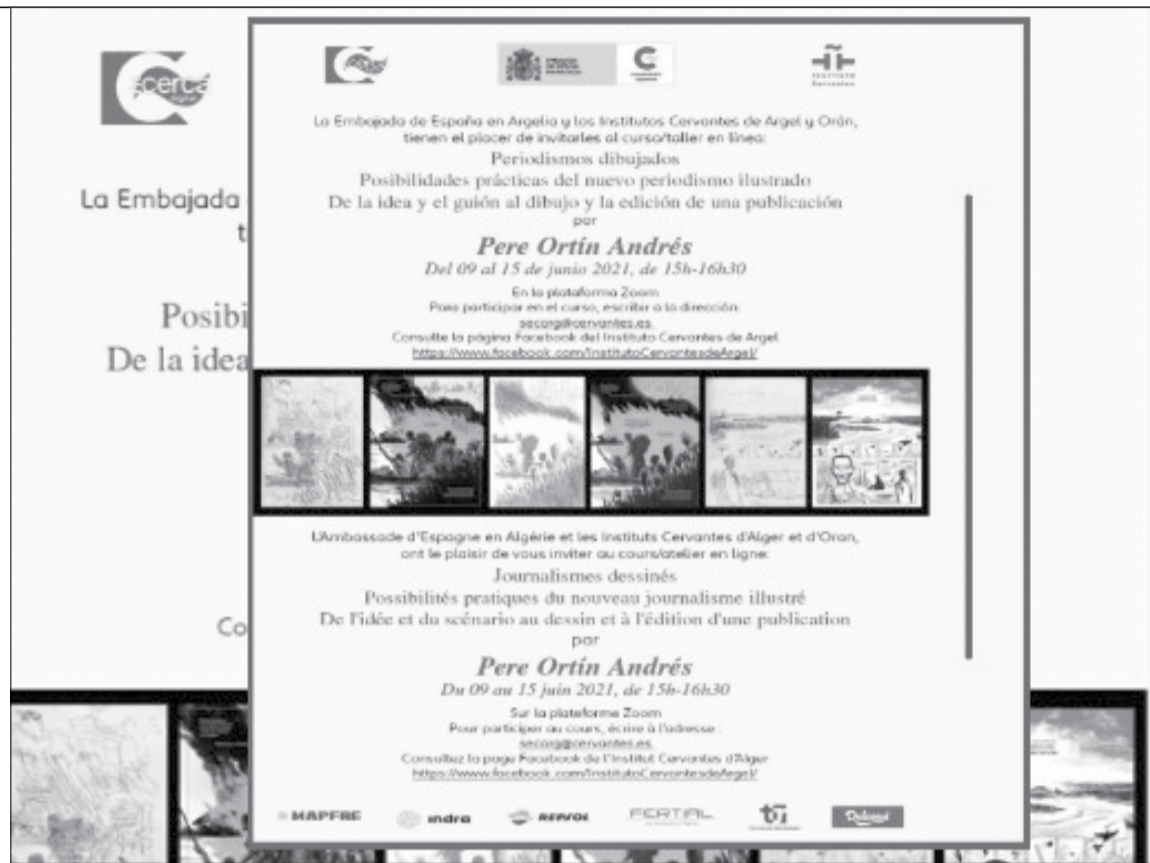 cerca
La Embajada
t
Posibi
De la idea
Co
La Embajada de España en Argelia y los Institutos Cervantes de Argel y Orán,
tienen el placer de invitarles al curso/taller en línea:
Periodismos dibujados
Posibilidades prácticas del nuevo periodismo ilustrado
De la idea y el guión al dibujo y la edición de una publicación
por
Pere Ortín Andrés
Del 09 al 15 de junio 2021, de 15h-16h30
En la plataforma Zoom
Para participar en el curso, escribir a la dirección:
secarg@cervantes.es.
Consulte la página Facebook del Instituto Cervantes de Argel
https://www.facebook.com/InstitutoCervantesdeArgel/
L'Ambassade d'Espagne en Algérie et les Instituts Cervantes d'Alger et d'Oran,
ont le plaisir de vous inviter au cours/atelier en ligne:
Journalismes dessinés
Possibilités pratiques du nouveau journalisme illustré
De l'idée et du scénario au dessin et à l'édition d'une publication
par
Pere Ortín Andrés
Du 09 au 15 juin 2021, de 15h-16h30
Sur la plateforme Zoom
Pour participer au cours, écrire à l'adresse :
secarg@cervantes.es.
Consultez la page Facebook de l'Institut Cervantes d'Alger
https://www.facebook.com/InstitutoCervantesdeArgel/
MAPFRE indra REPSOL FERTIAL